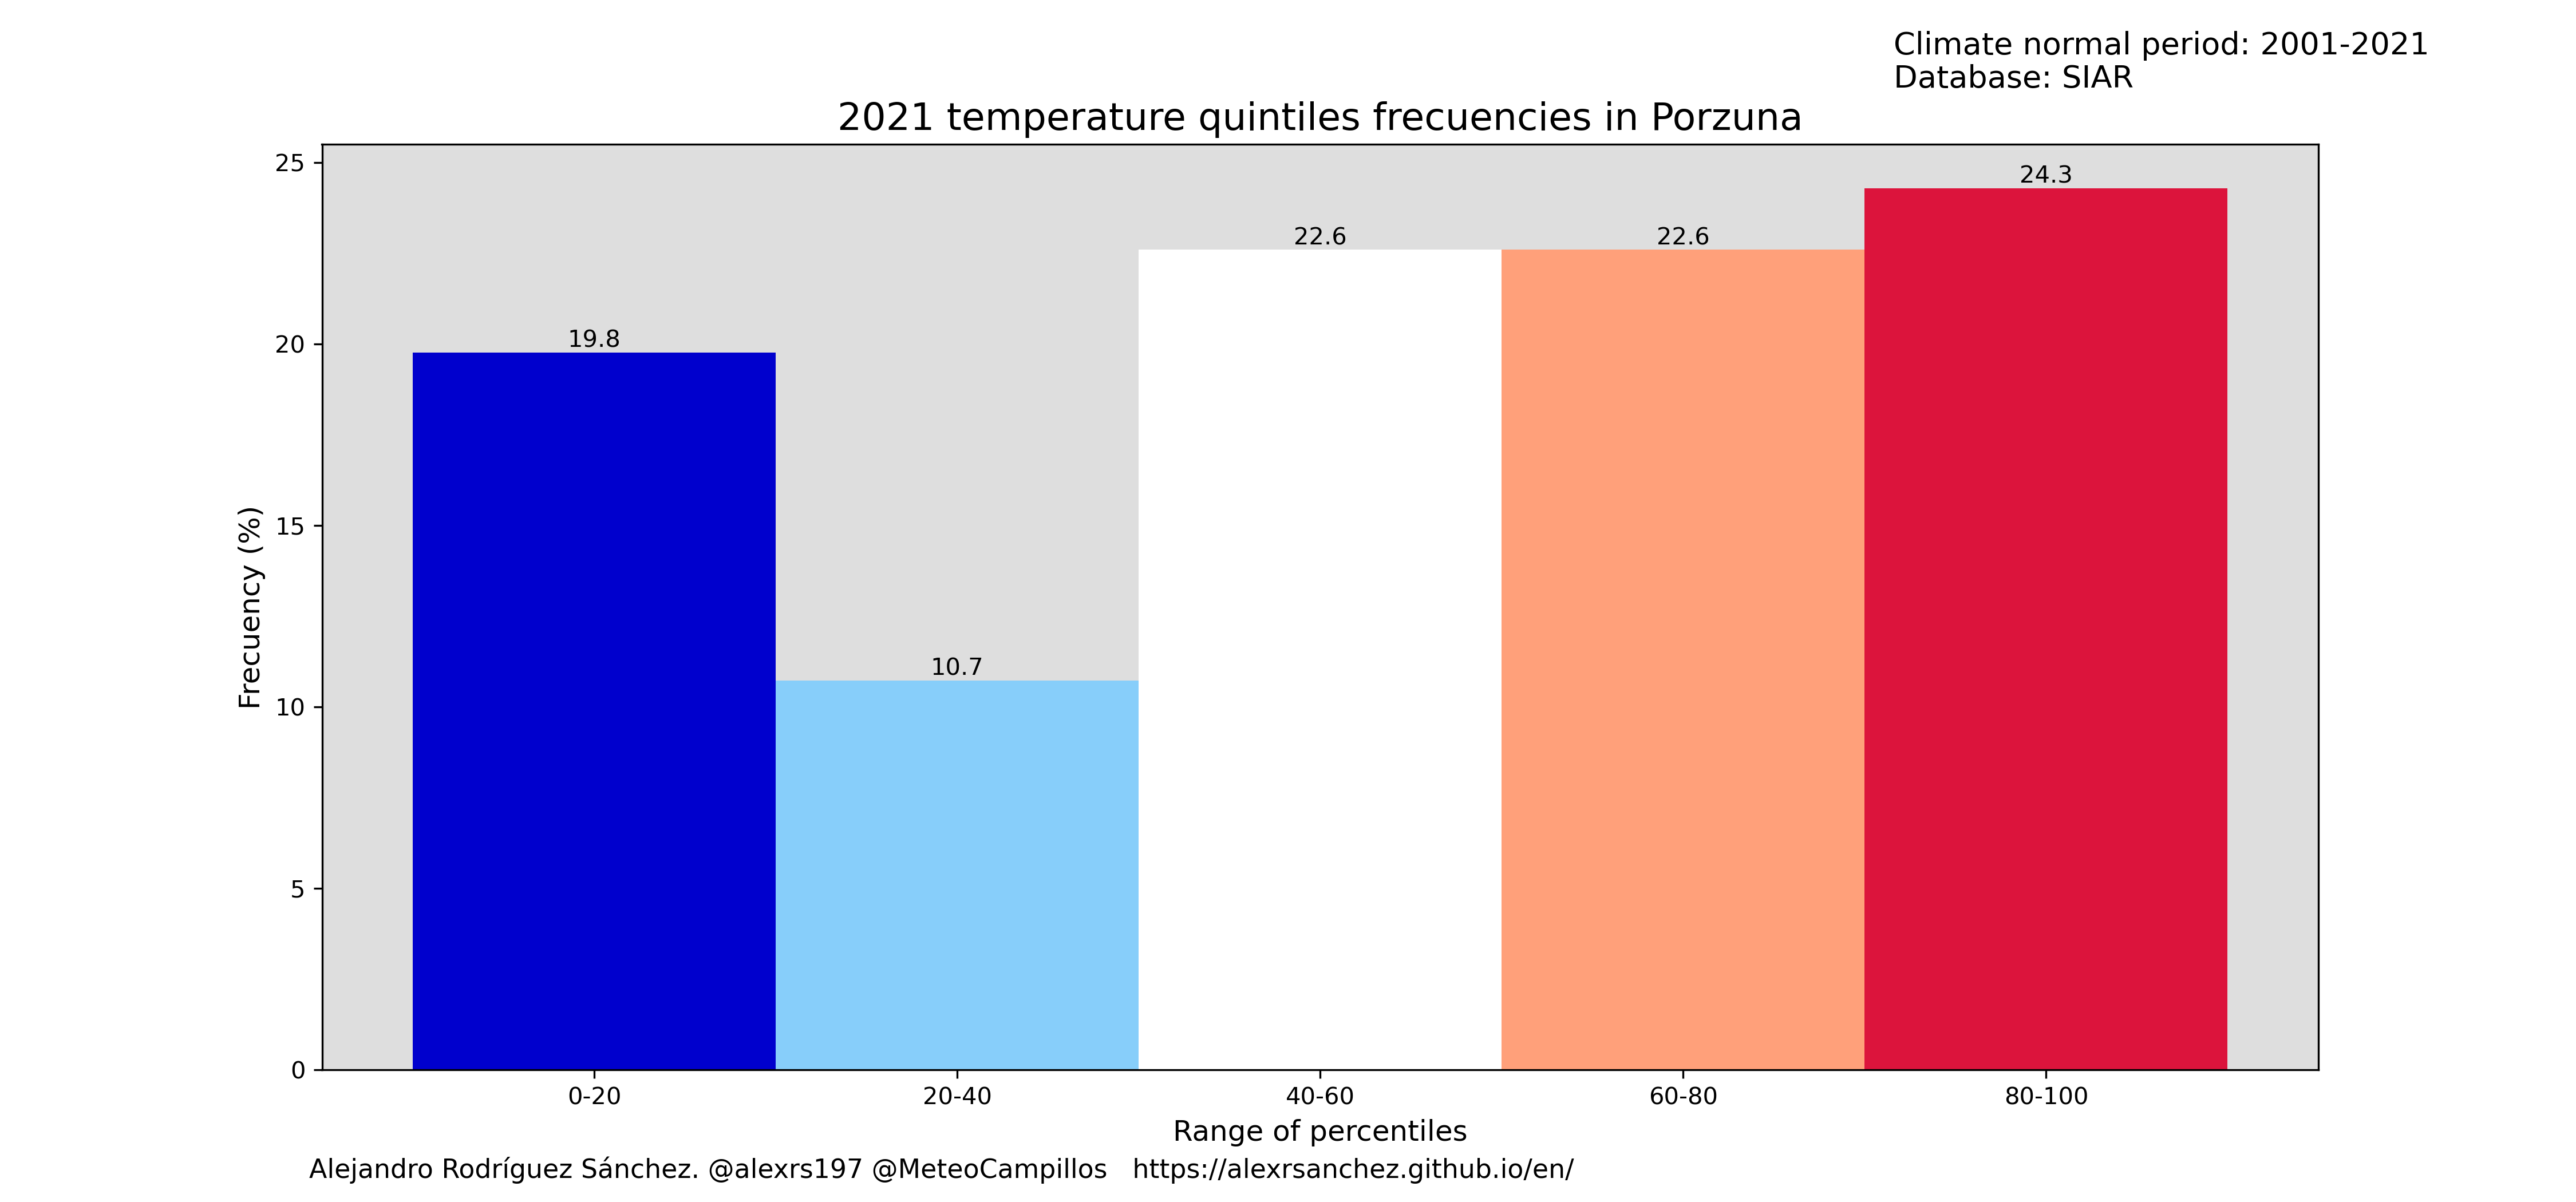 Climate normal period: 2001-2021
Database: SIAR
2021 temperature quintiles frecuencies in Porzuna
25
20
15
10
5
0
Frecuency (%)
19.8
10.7
22.6
22.6
24.3
0-20
20-40
40-60
60-80
80-100
Range of percentiles
Alejandro Rodríguez Sánchez. @alexrs197 @MeteoCampillos   https://alexrsanchez.github.io/en/